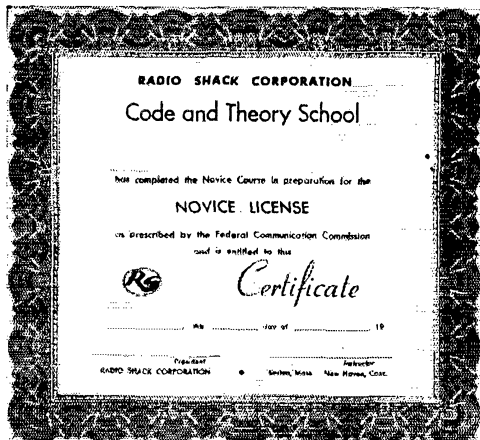 RADIO SHACK CORPORATION
Code and Theory School
has completed the Novice Course in preparation for the
NOVICE LICENSE
as prescribed by the Federal Communication Commission
and is entitled to this
RS
Certificate
this day of 19
President Instructor
RADIO SHACK CORPORATION • Boston, Mass New Haven, Conn.